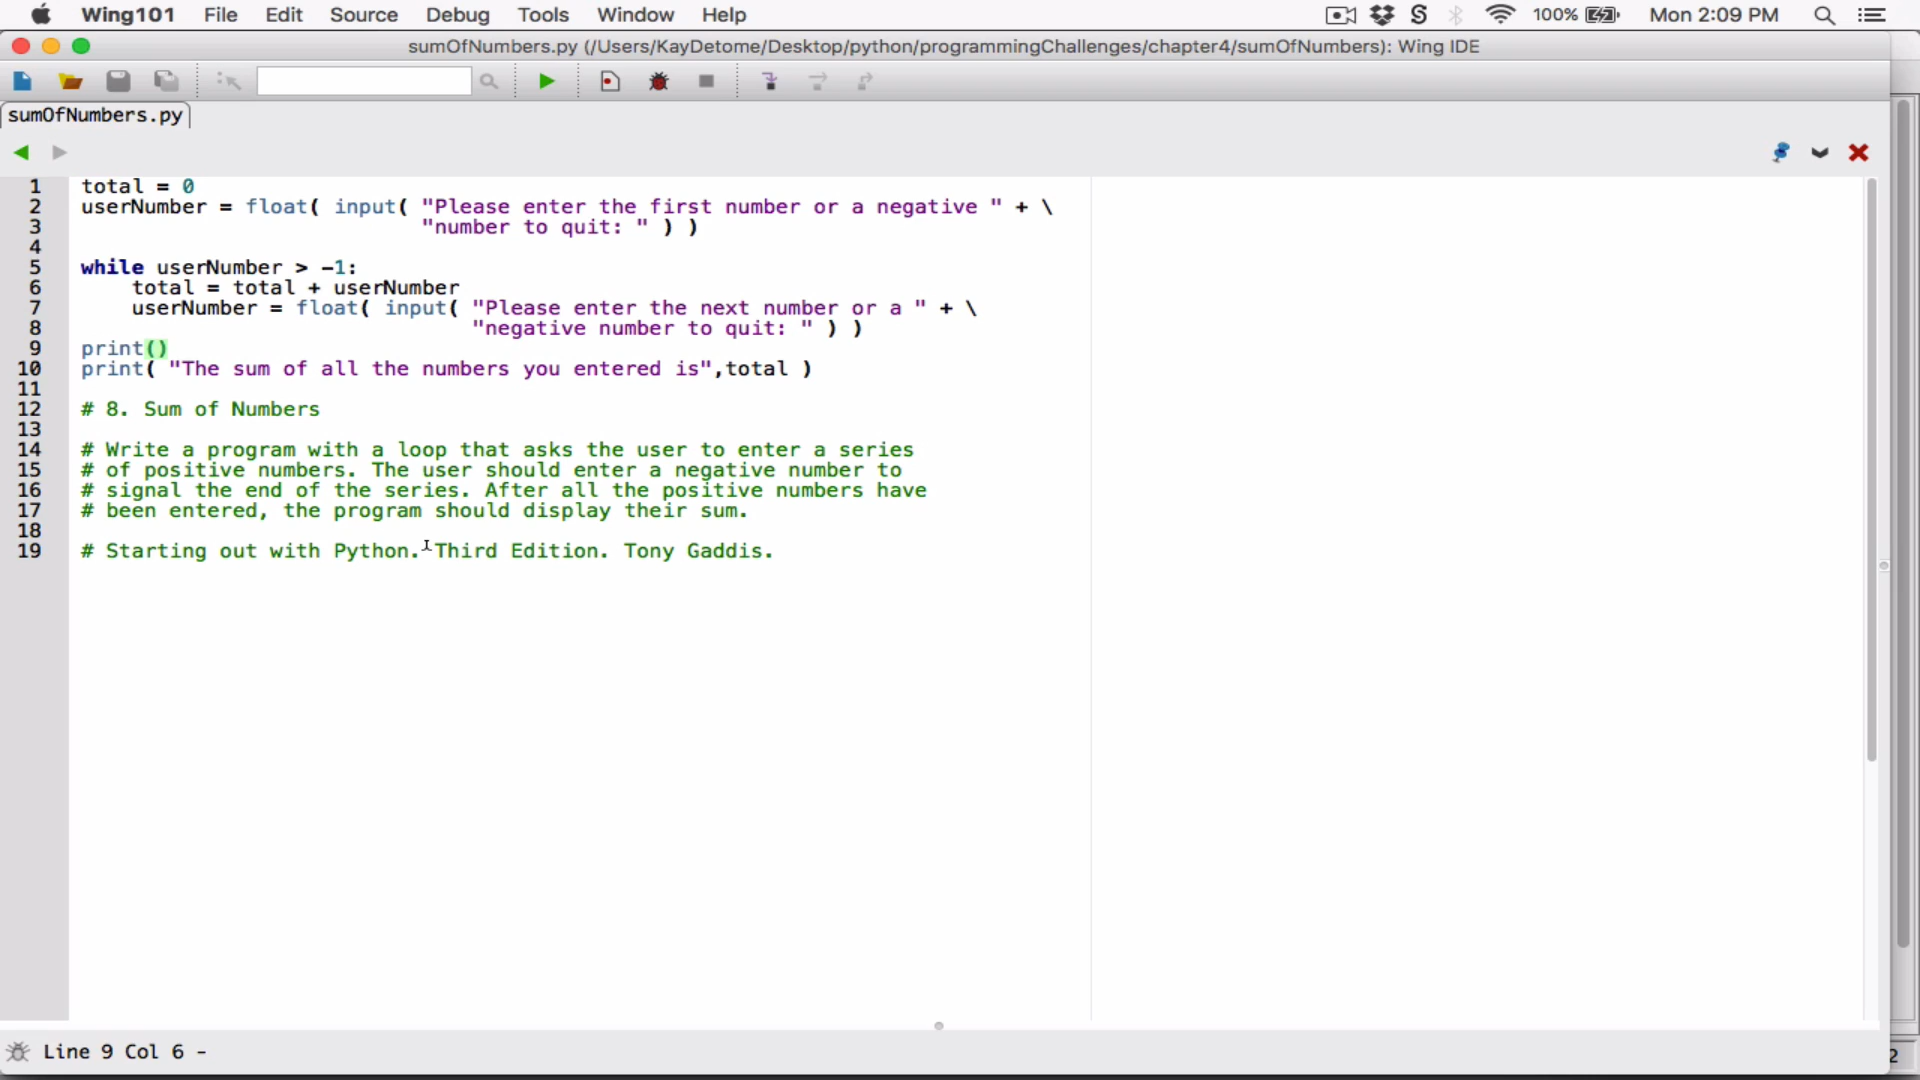 Wing101 File Edit Source Debug Tools Window Help 100% Mon 2:09 PM
sumOfNumbers.py (/Users/KayDetome/Desktop/python/programmingChallenges/chapter4/sumOfNumbers): Wing IDE
sumOfNumbers.py
1 total = 0
2 userNumber = float( input( "Please enter the first number or a negative " + \
3 "number to quit: " ) )
4
5 while userNumber > -1:
6 total = total + userNumber
7 userNumber = float( input( "Please enter the next number or a " + \
8 "negative number to quit: " ) )
9 print()
10 print( "The sum of all the numbers you entered is",total )
11
12 # 8. Sum of Numbers
13
14 # Write a program with a loop that asks the user to enter a series
15 # of positive numbers. The user should enter a negative number to
16 # signal the end of the series. After all the positive numbers have
17 # been entered, the program should display their sum.
18
19 # Starting out with Python. Third Edition. Tony Gaddis.
Line 9 Col 6 -
2